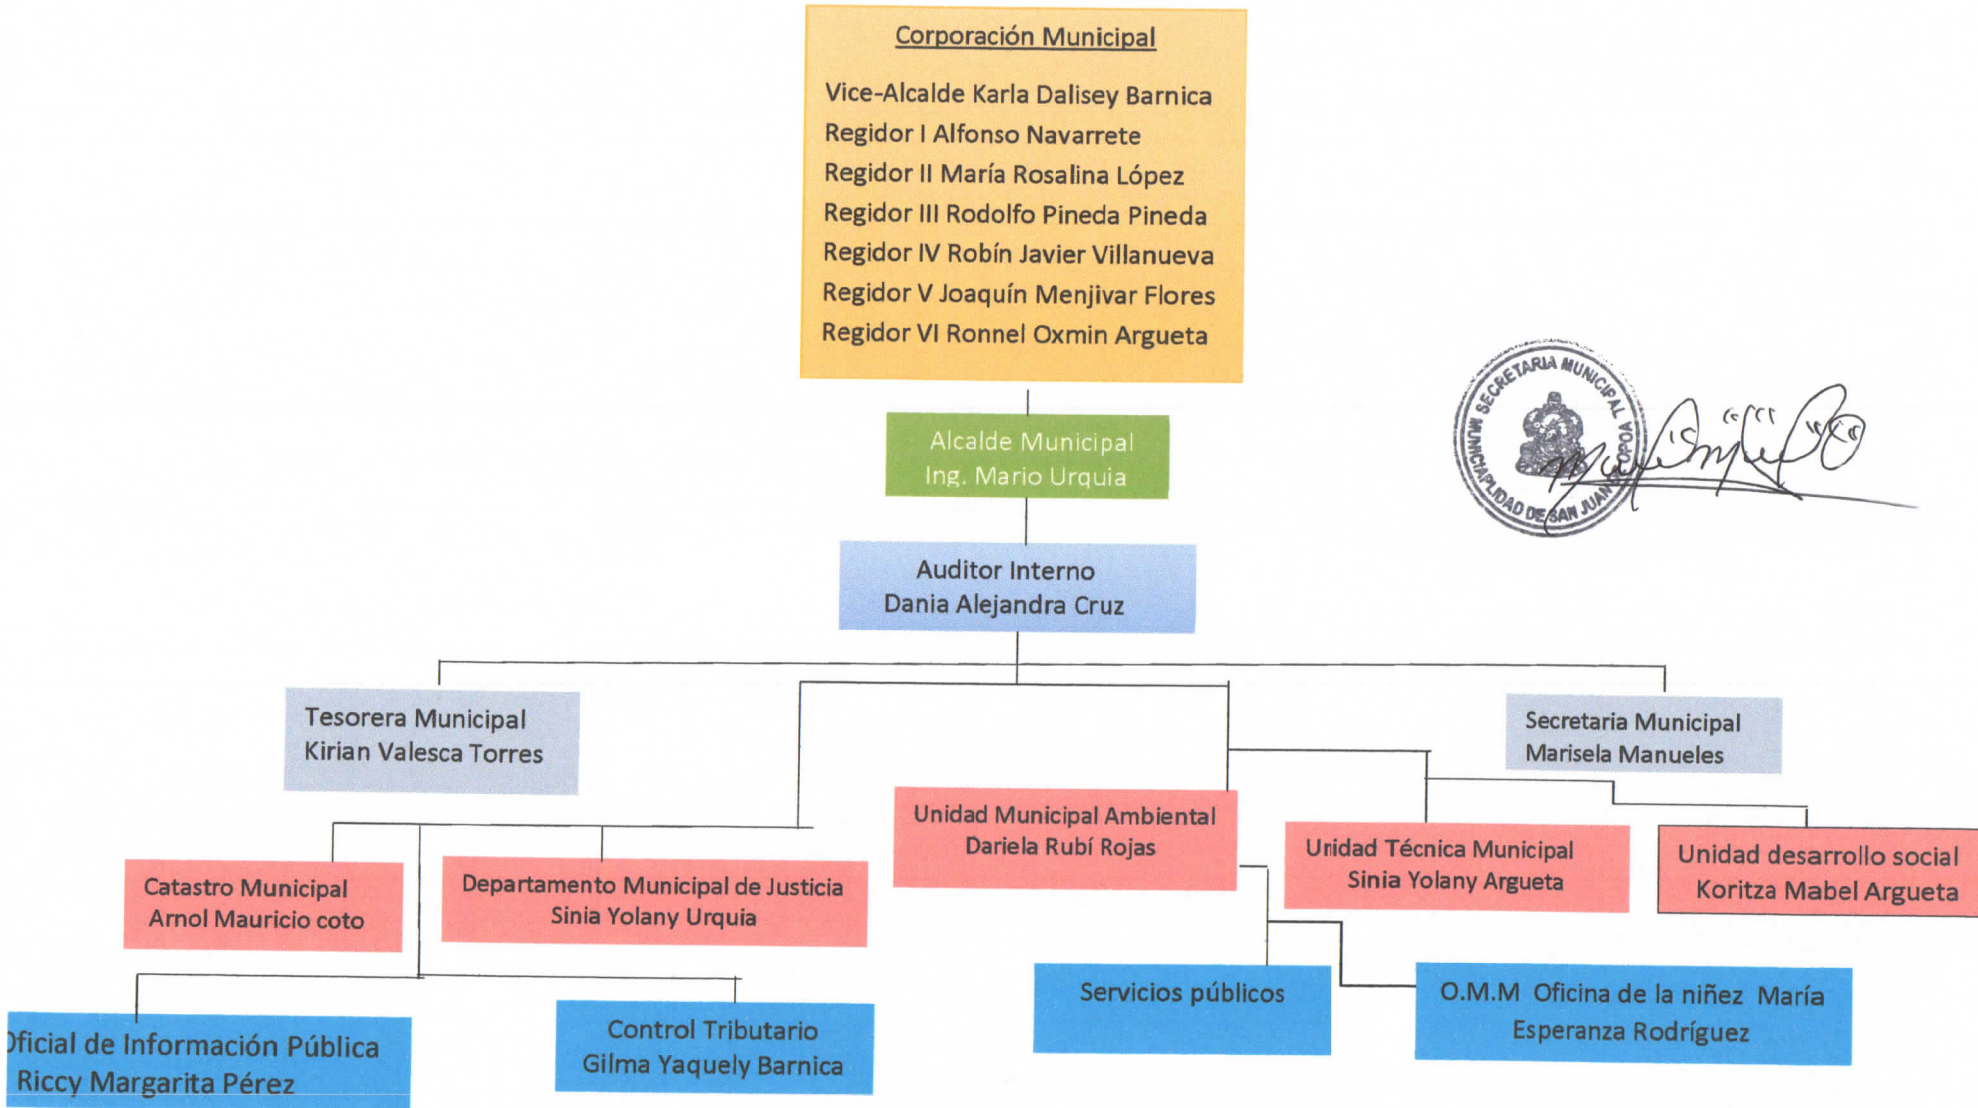 Corporación Municipal
Vice-Alcalde Karla Dalisey Barnica
Regidor I Alfonso Navarrete
Regidor II María Rosalina López
Regidor III Rodolfo Pineda Pineda
Regidor IV Robín Javier Villanueva
Regidor V Joaquín Menjivar Flores
Regidor VI Ronnel Oxmin Argueta
Alcalde Municipal
Ing. Mario Urquia
SECRETARIA MUNICIPAL
MUNICIAPLIDAD DE SAN JUAN
Auditor Interno
Dania Alejandra Cruz
Tesorera Municipal
Kirian Valesca Torres
Secretaria Municipal
Marisela Manueles
Unidad Municipal Ambiental
Dariela Rubí Rojas
Unidad Técnica Municipal
Sinia Yolany Argueta
Unidad desarrollo social
Koritza Mabel Argueta
Catastro Municipal
Arnol Mauricio coto
Departamento Municipal de Justicia
Sinia Yolany Urquia
Servicios públicos
O.M.M Oficina de la niñez María
Esperanza Rodríguez
Oficial de Información Pública
Riccy Margarita Pérez
Control Tributario
Gilma Yaquely Barnica